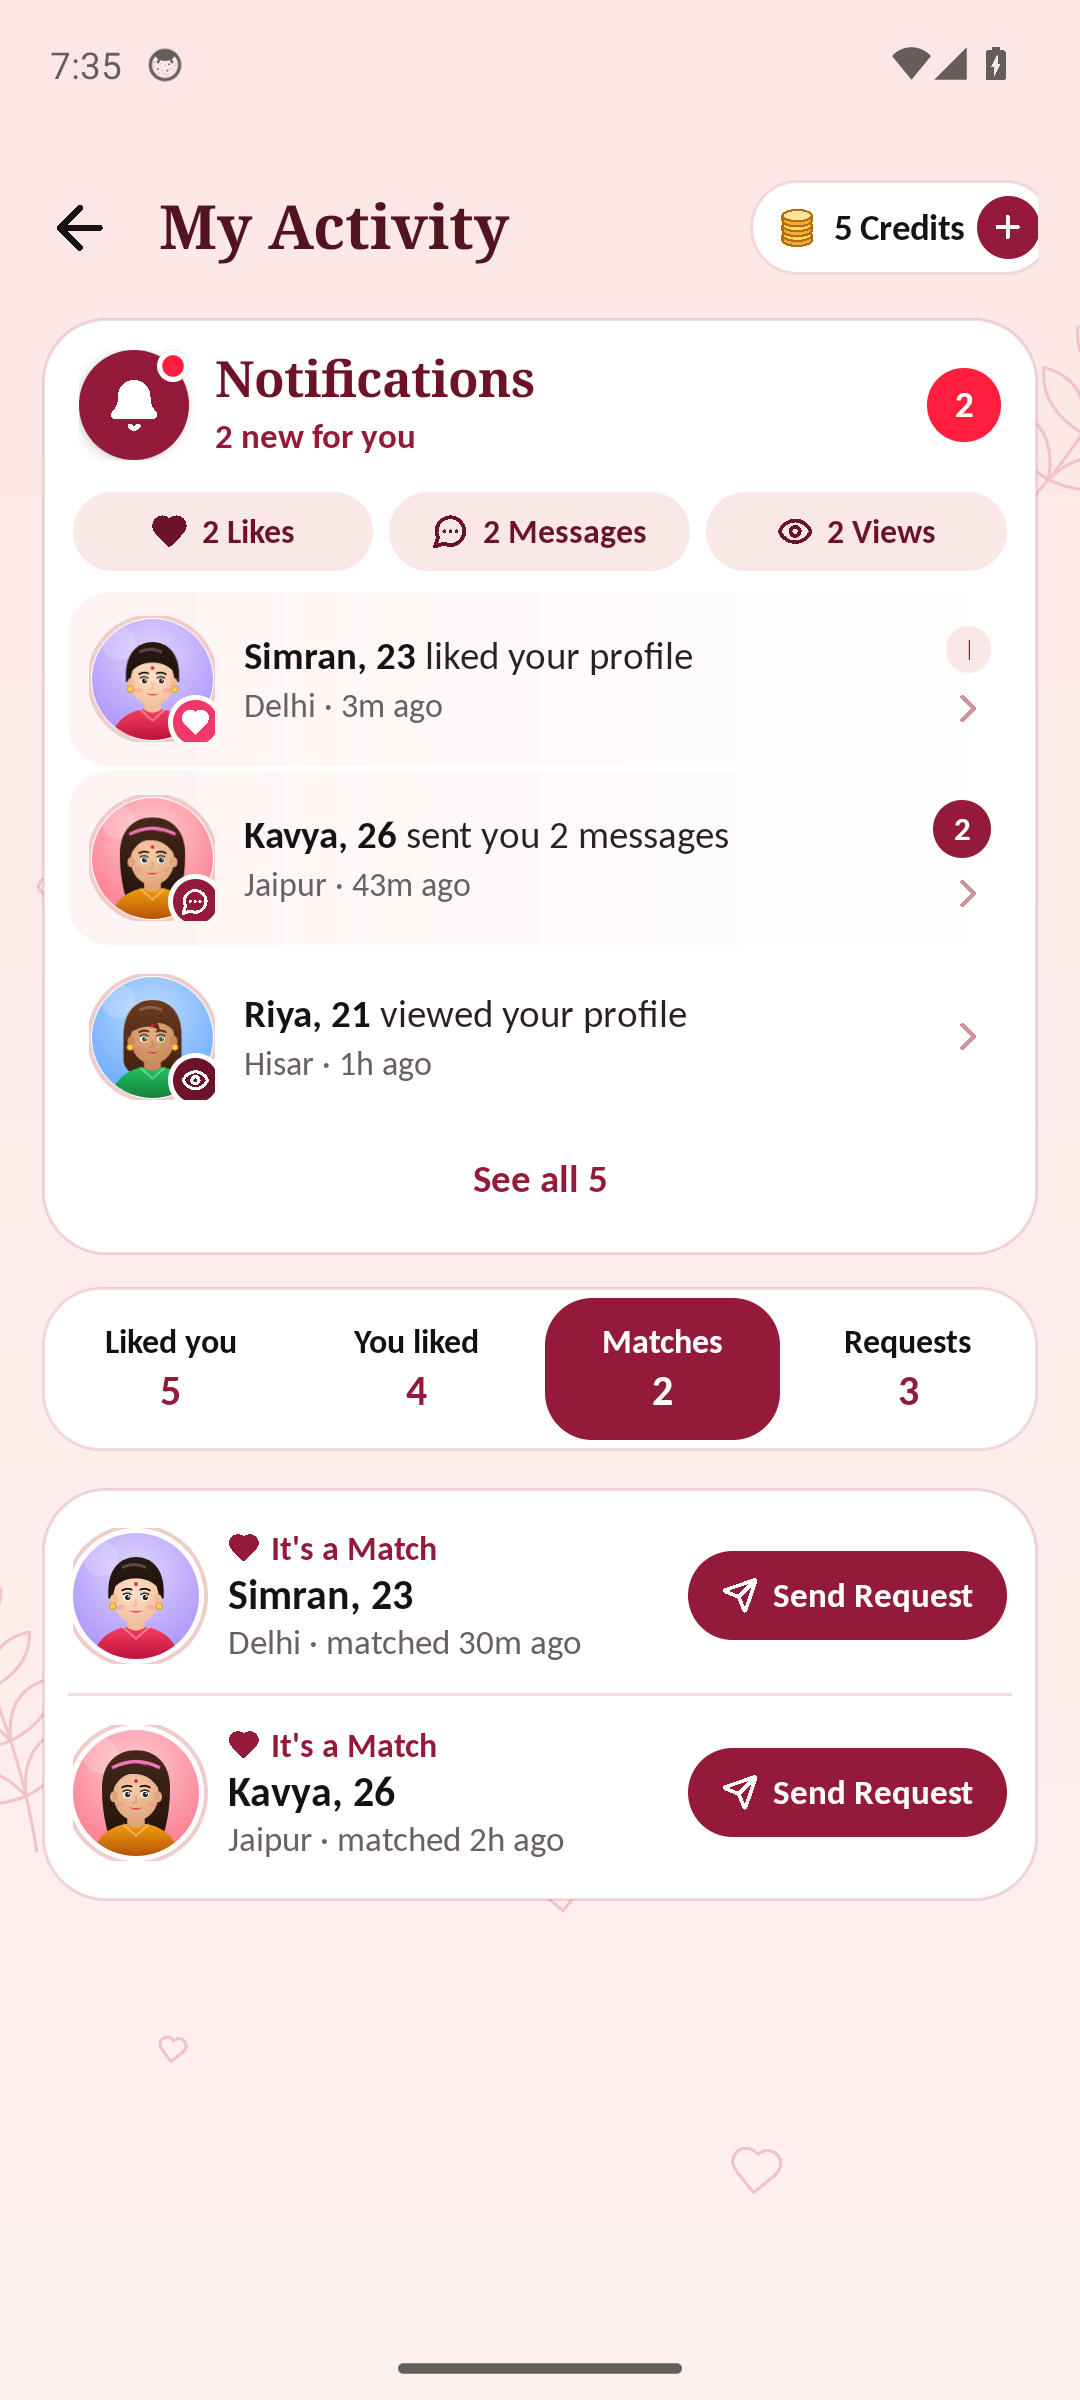 7:35
My Activity
5 Credits
Notifications
2 new for you
2
2 Likes
2 Messages
2 Views
Simran, 23 liked your profile
Delhi · 3m ago
Kavya, 26 sent you 2 messages
Jaipur · 43m ago
2
Riya, 21 viewed your profile
Hisar · 1h ago
See all 5
Liked you
5
You liked
4
Matches
2
Requests
3
It's a Match
Simran, 23
Delhi · matched 30m ago
Send Request
It's a Match
Kavya, 26
Jaipur · matched 2h ago
Send Request